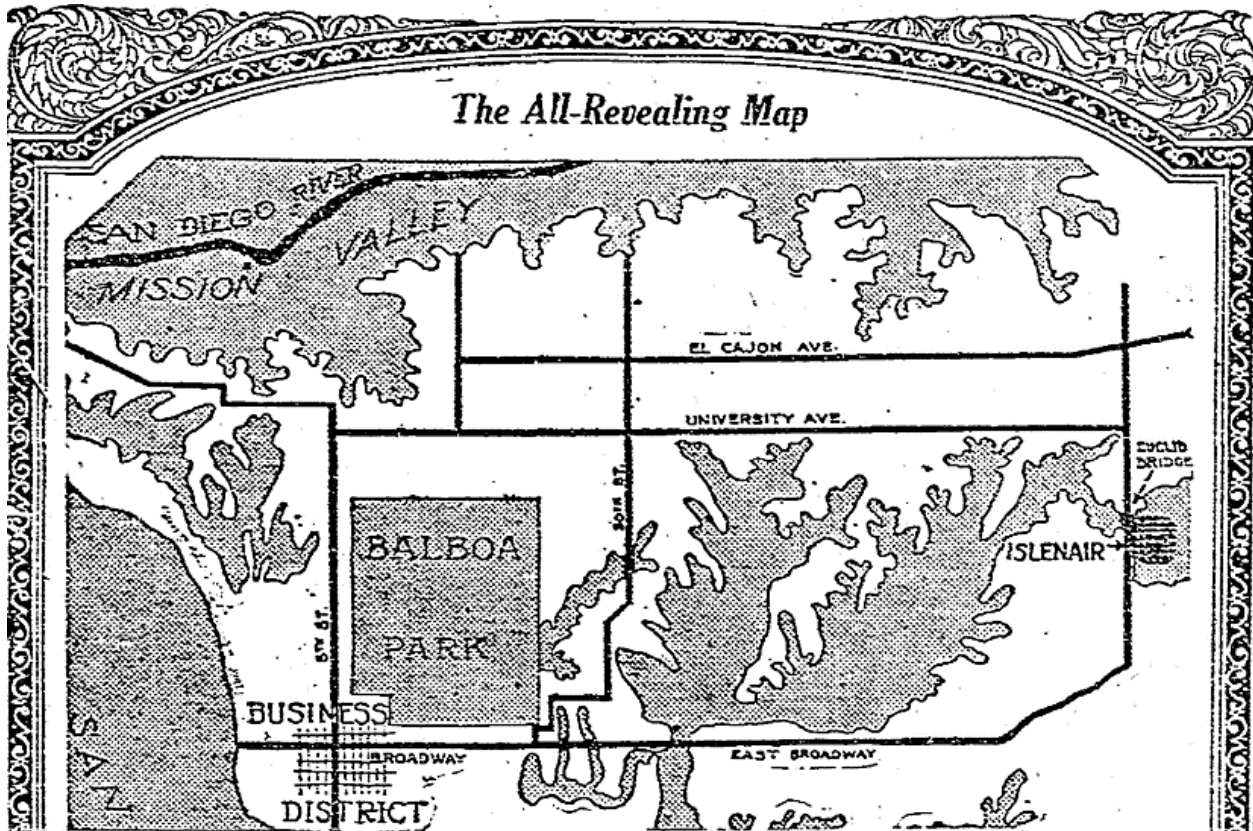 The All-Revealing Map
SAN DIEGO RIVER
VALLEY
MISSION
EL CAJON AVE.
UNIVERSITY AVE.
EUCLID
BRIDGE
30TH ST.
BALBOA
PARK
ISLENAIR
5TH ST.
BUSINESS
BROADWAY
EAST BROADWAY
DISTRICT
SAN